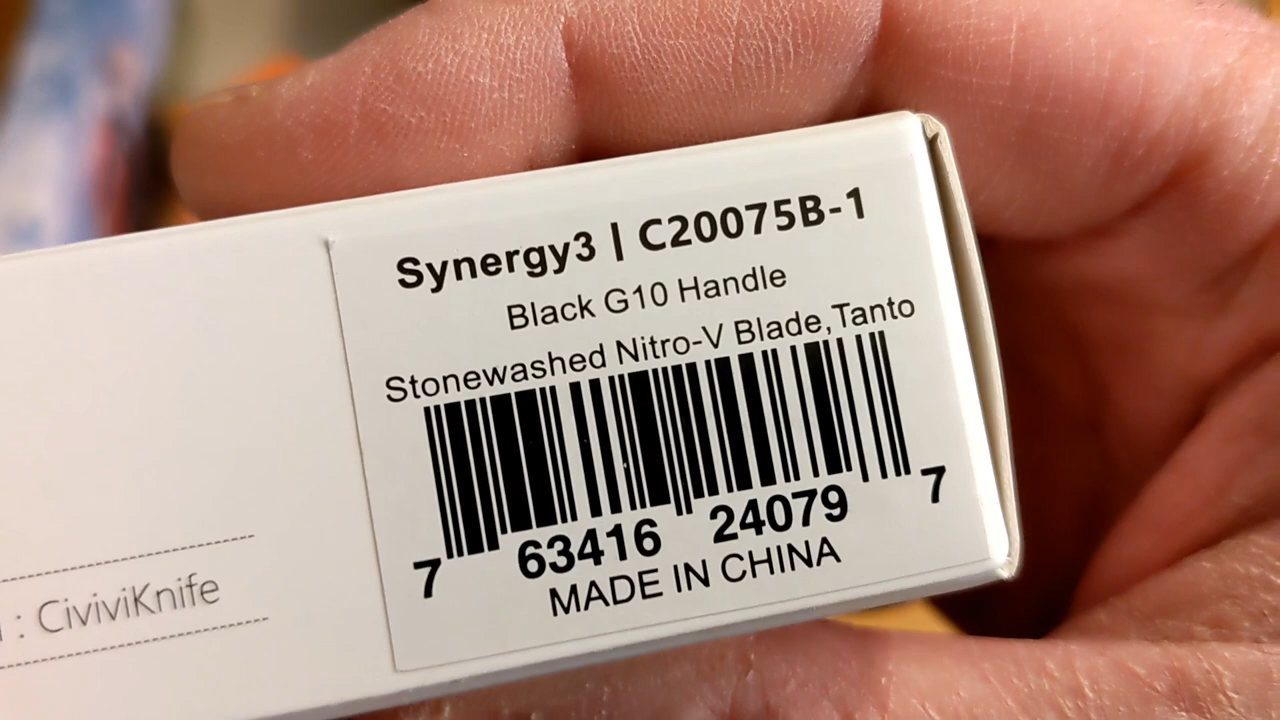 Synergy3 | C20075B-1
Black G10 Handle
Stonewashed Nitro-V Blade,Tanto
7 63416 24079 7
MADE IN CHINA
: CiviviKnife